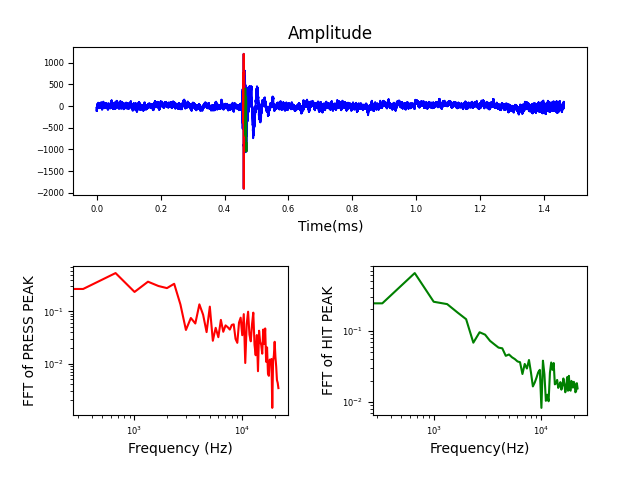 Amplitude
1000
500
0
−500
−1000
−1500
−2000
0.0 0.2 0.4 0.6 0.8 1.0 1.2 1.4
Time(ms)
FFT of PRESS PEAK
10⁻¹
10⁻²
10³ 10⁴
Frequency (Hz)
FFT of HIT PEAK
10⁻¹
10⁻²
10³ 10⁴
Frequency(Hz)